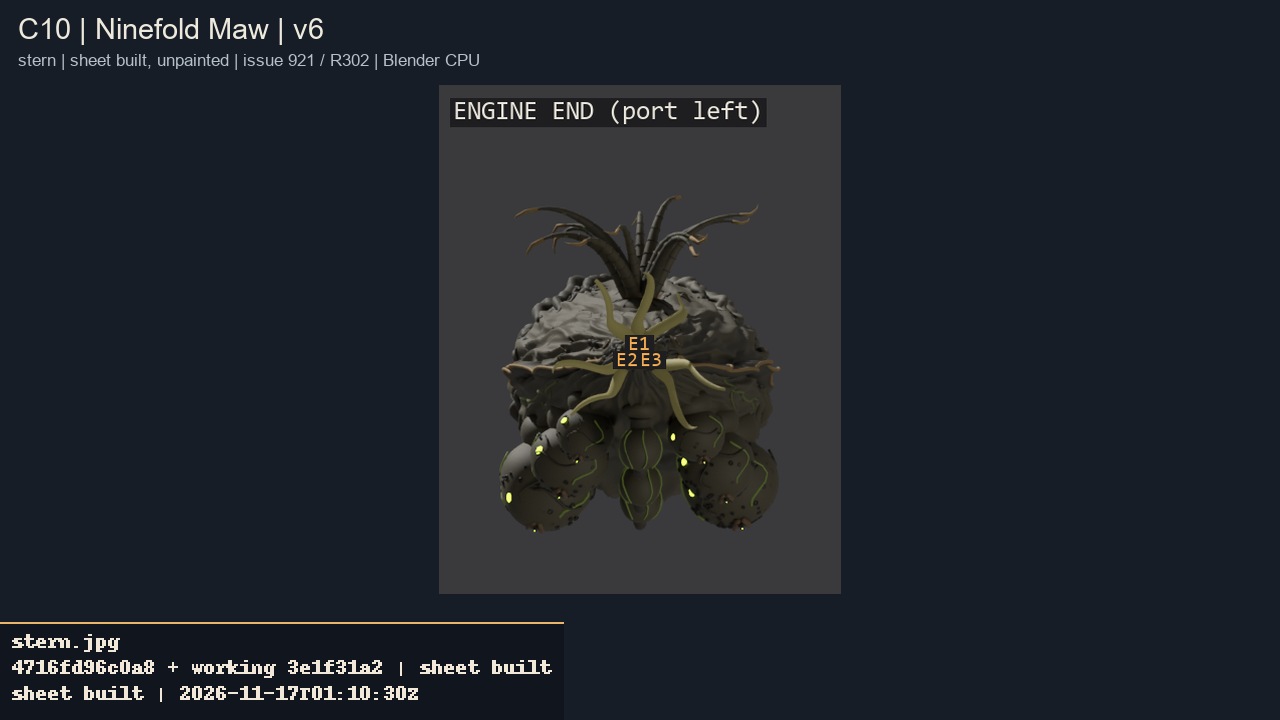 C10 | Ninefold Maw | v6
stern | sheet built, unpainted | issue 921 / R302 | Blender CPU
ENGINE END (port left)
E1
E2E3
stern.jpg
4716fd96c0a8 + working 3e1f31a2 | sheet built
sheet built | 2026-11-17T01:10:30Z